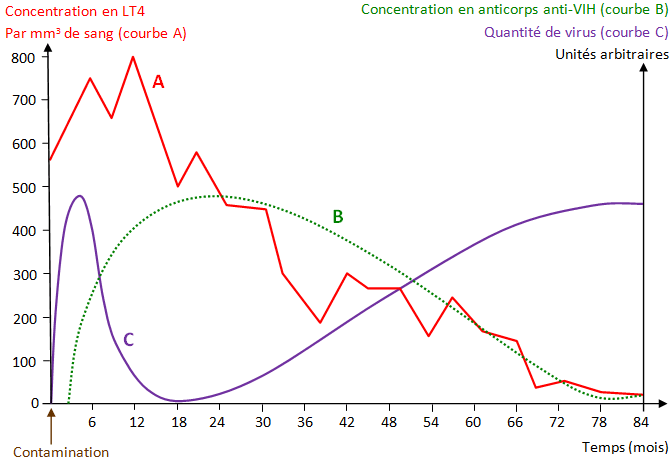 Concentration en LT4
Par mm³ de sang (courbe A)
Concentration en anticorps anti-VIH (courbe B)
Quantité de virus (courbe C)
Unités arbitraires
800
700
600
500
400
300
200
100
0
A
B
C
6 12 18 24 30 36 42 48 54 60 66 72 78 84
Contamination
Temps (mois)